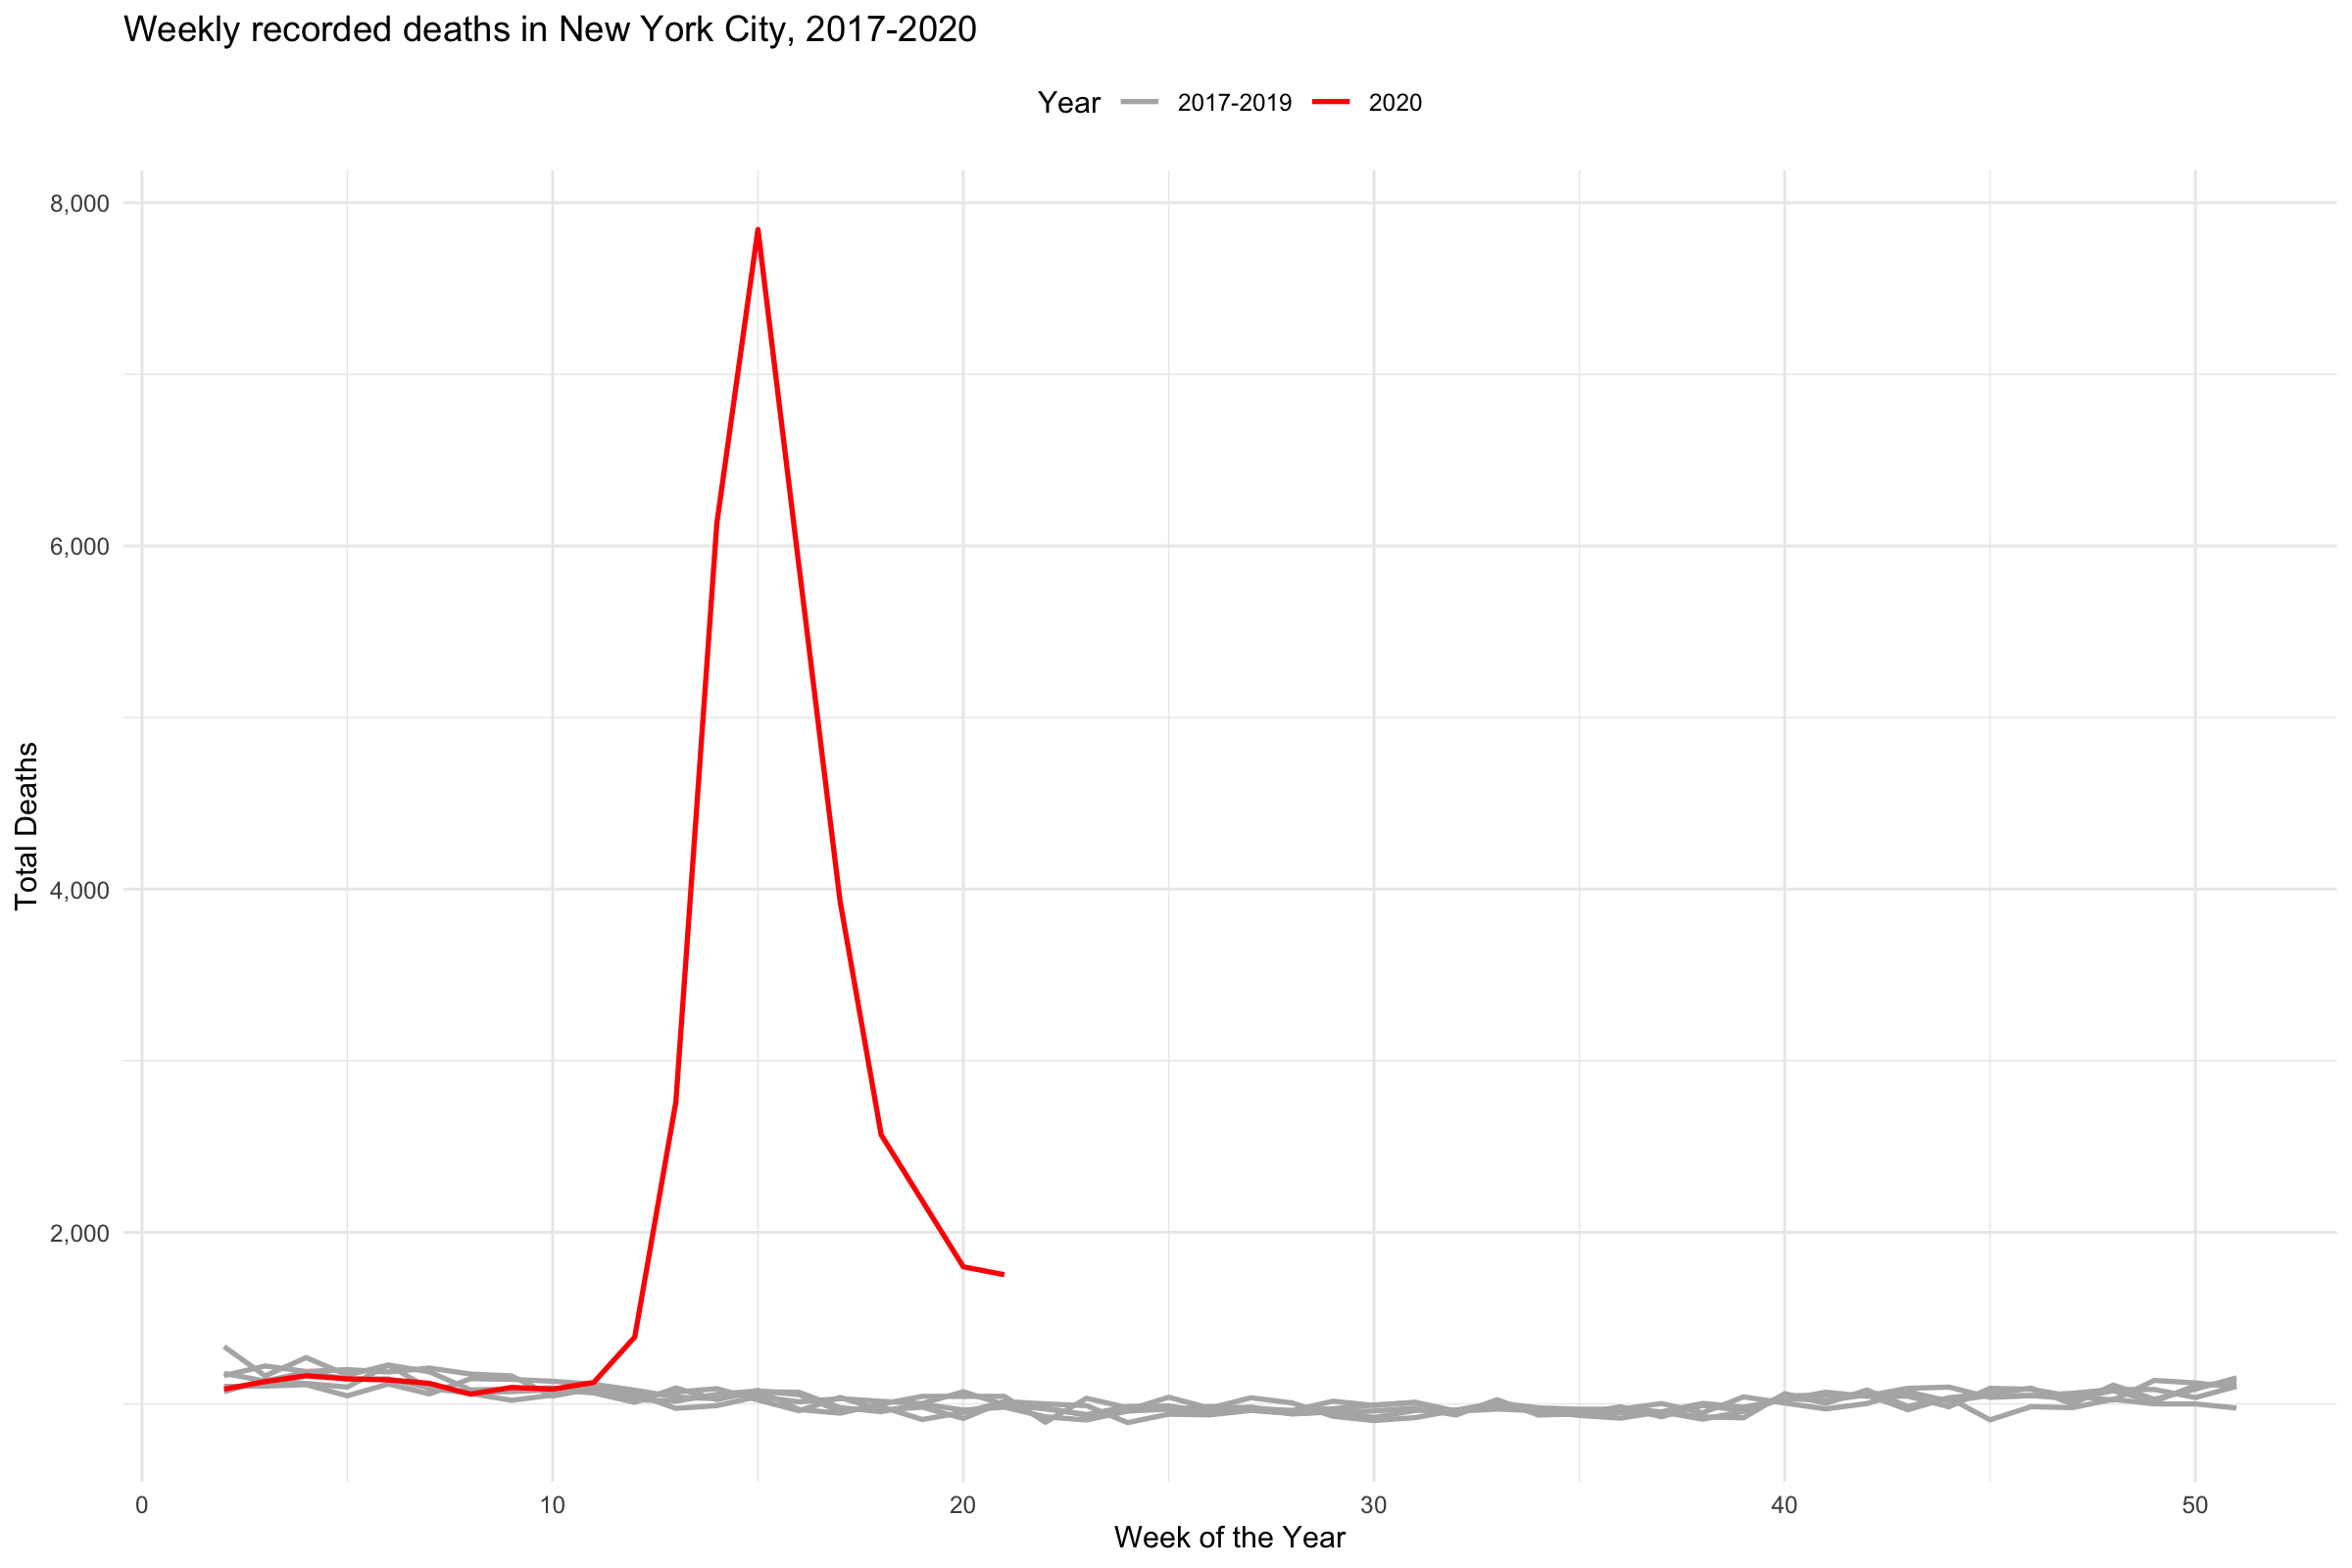 Weekly recorded deaths in New York City, 2017-2020
Year 2017-2019 2020
8,000
6,000
4,000
2,000
Total Deaths
0 10 20 30 40 50
Week of the Year